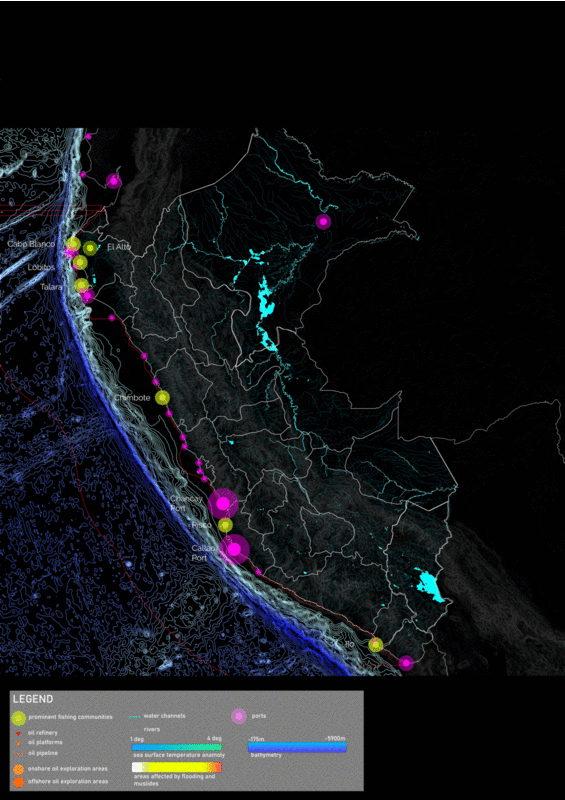 Cabo Blanco
El Alto
Lobitos
Talara
Chimbote
Chancay
Port
Pisco
Callao
Port
Ilo
LEGEND
prominent fishing communities
oil refinery
oil platforms
oil pipeline
onshore oil exploration areas
offshore oil exploration areas
water channels
rivers
1 deg 4 deg
sea surface temperature anomaly
areas affected by flooding and
muslides
ports
-175m -5900m
bathymetry